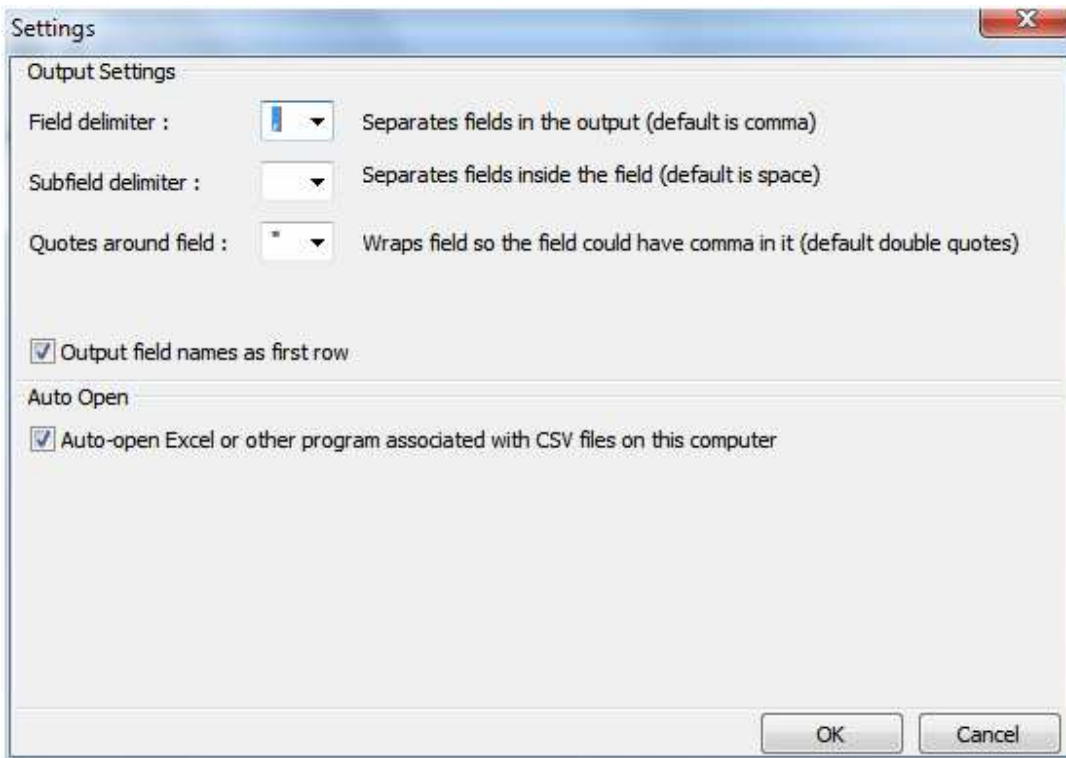 Settings
Output Settings
Field delimiter : , Separates fields in the output (default is comma)
Subfield delimiter : Separates fields inside the field (default is space)
Quotes around field : " Wraps field so the field could have comma in it (default double quotes)
Output field names as first row
Auto Open
Auto-open Excel or other program associated with CSV files on this computer
OK Cancel